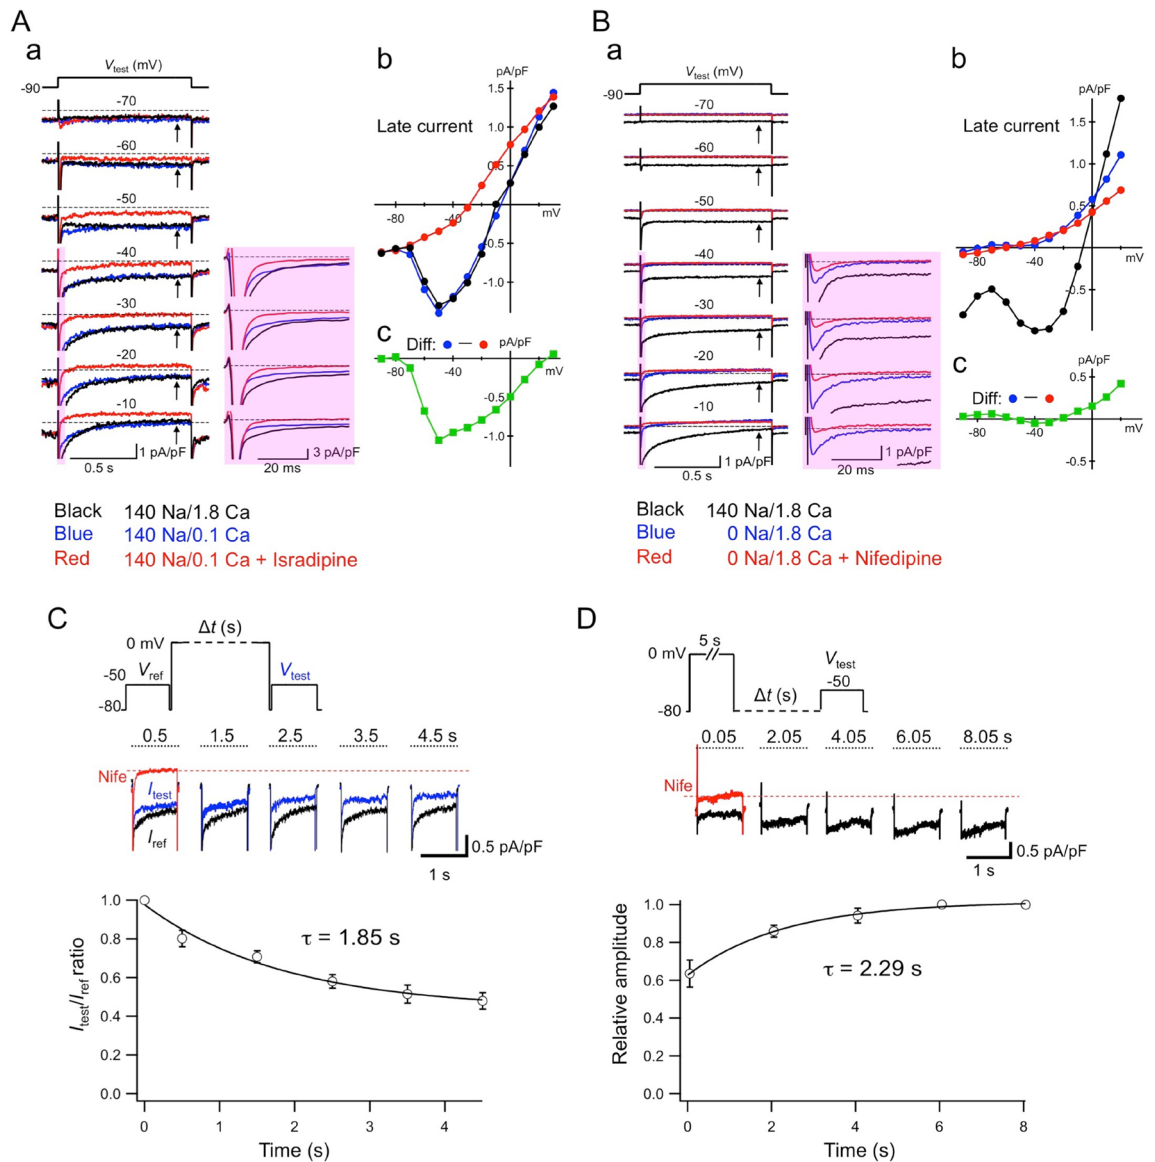 A
a
V test (mV)
-90
-70
-60
-50
-40
-30
-20
-10
0.5 s
1 pA/pF
20 ms
3 pA/pF
b
pA/pF
1.5
1.0
0.5
Late current
-80
-40
mV
-0.5
-1.0
c
Diff: ● — ● pA/pF
-80
-40
mV
-0.5
-1.0
Black 140 Na/1.8 Ca
Blue 140 Na/0.1 Ca
Red 140 Na/0.1 Ca + Isradipine
B
a
V test (mV)
-90
-70
-60
-50
-40
-30
-20
-10
0.5 s
1 pA/pF
20 ms
1 pA/pF
b
pA/pF
1.5
Late current
1.0
0.5
-80
-40
mV
-0.5
c
pA/pF
0.5
Diff: ● — ●
-80
-40
mV
-0.5
Black 140 Na/1.8 Ca
Blue 0 Na/1.8 Ca
Red 0 Na/1.8 Ca + Nifedipine
C
Δt (s)
0 mV
-50
V ref
V test
-80
0.5 1.5 2.5 3.5 4.5 s
Nife
I test
I ref
0.5 pA/pF
1 s
I test/I ref ratio
1.0
0.8
0.6
0.4
0.2
0.0
τ = 1.85 s
0 1 2 3 4
Time (s)
D
5 s
0 mV
V test
-50
Δt (s)
-80
0.05 2.05 4.05 6.05 8.05 s
Nife
0.5 pA/pF
1 s
Relative amplitude
1.0
0.8
0.6
0.4
0.2
0.0
τ = 2.29 s
0 2 4 6 8
Time (s)